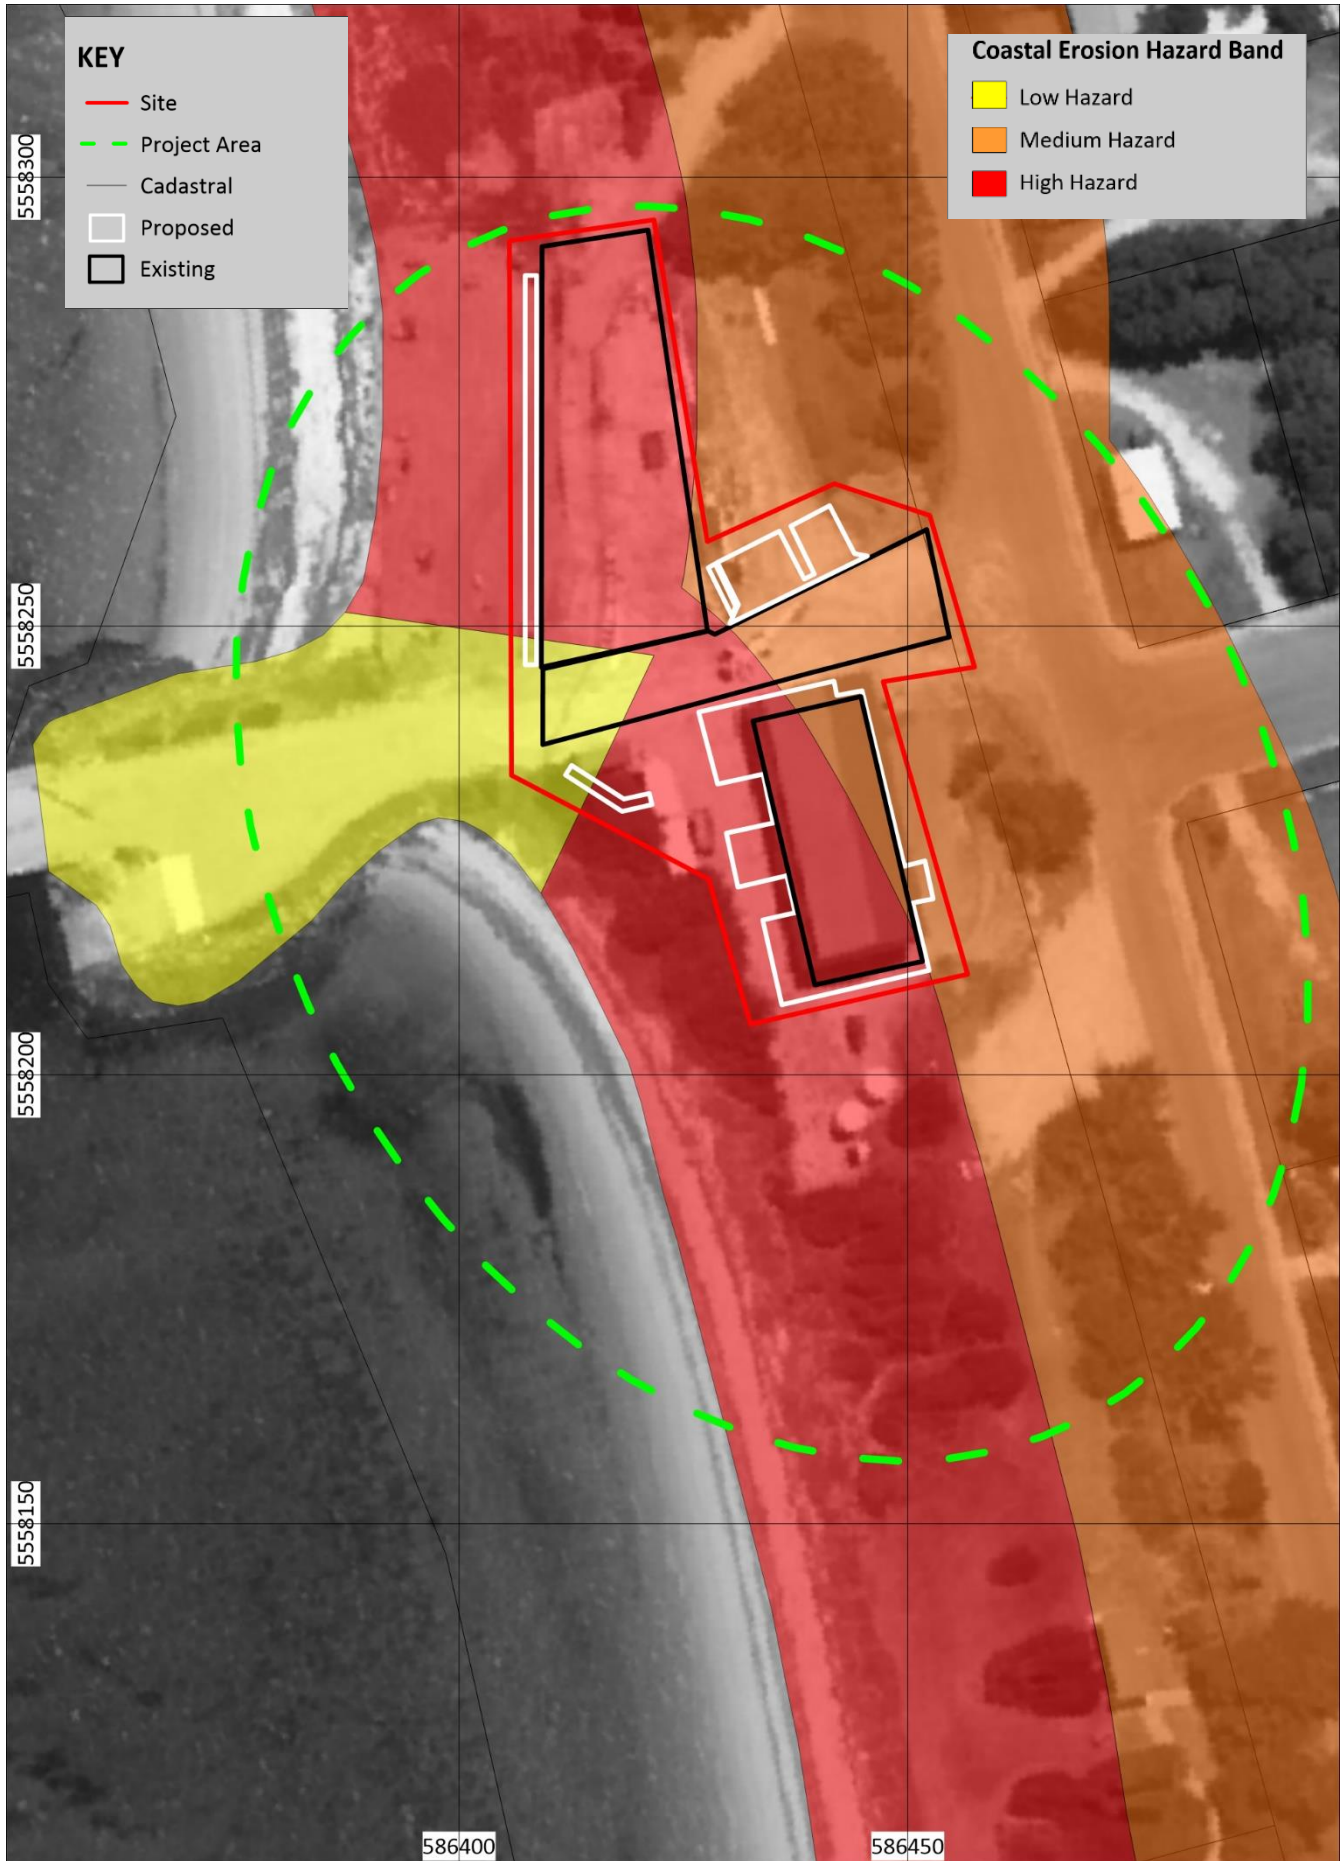 KEY
Site
Project Area
Cadastral
Proposed
Existing
Coastal Erosion Hazard Band
Low Hazard
Medium Hazard
High Hazard
5558300
5558250
5558200
5558150
586400
586450